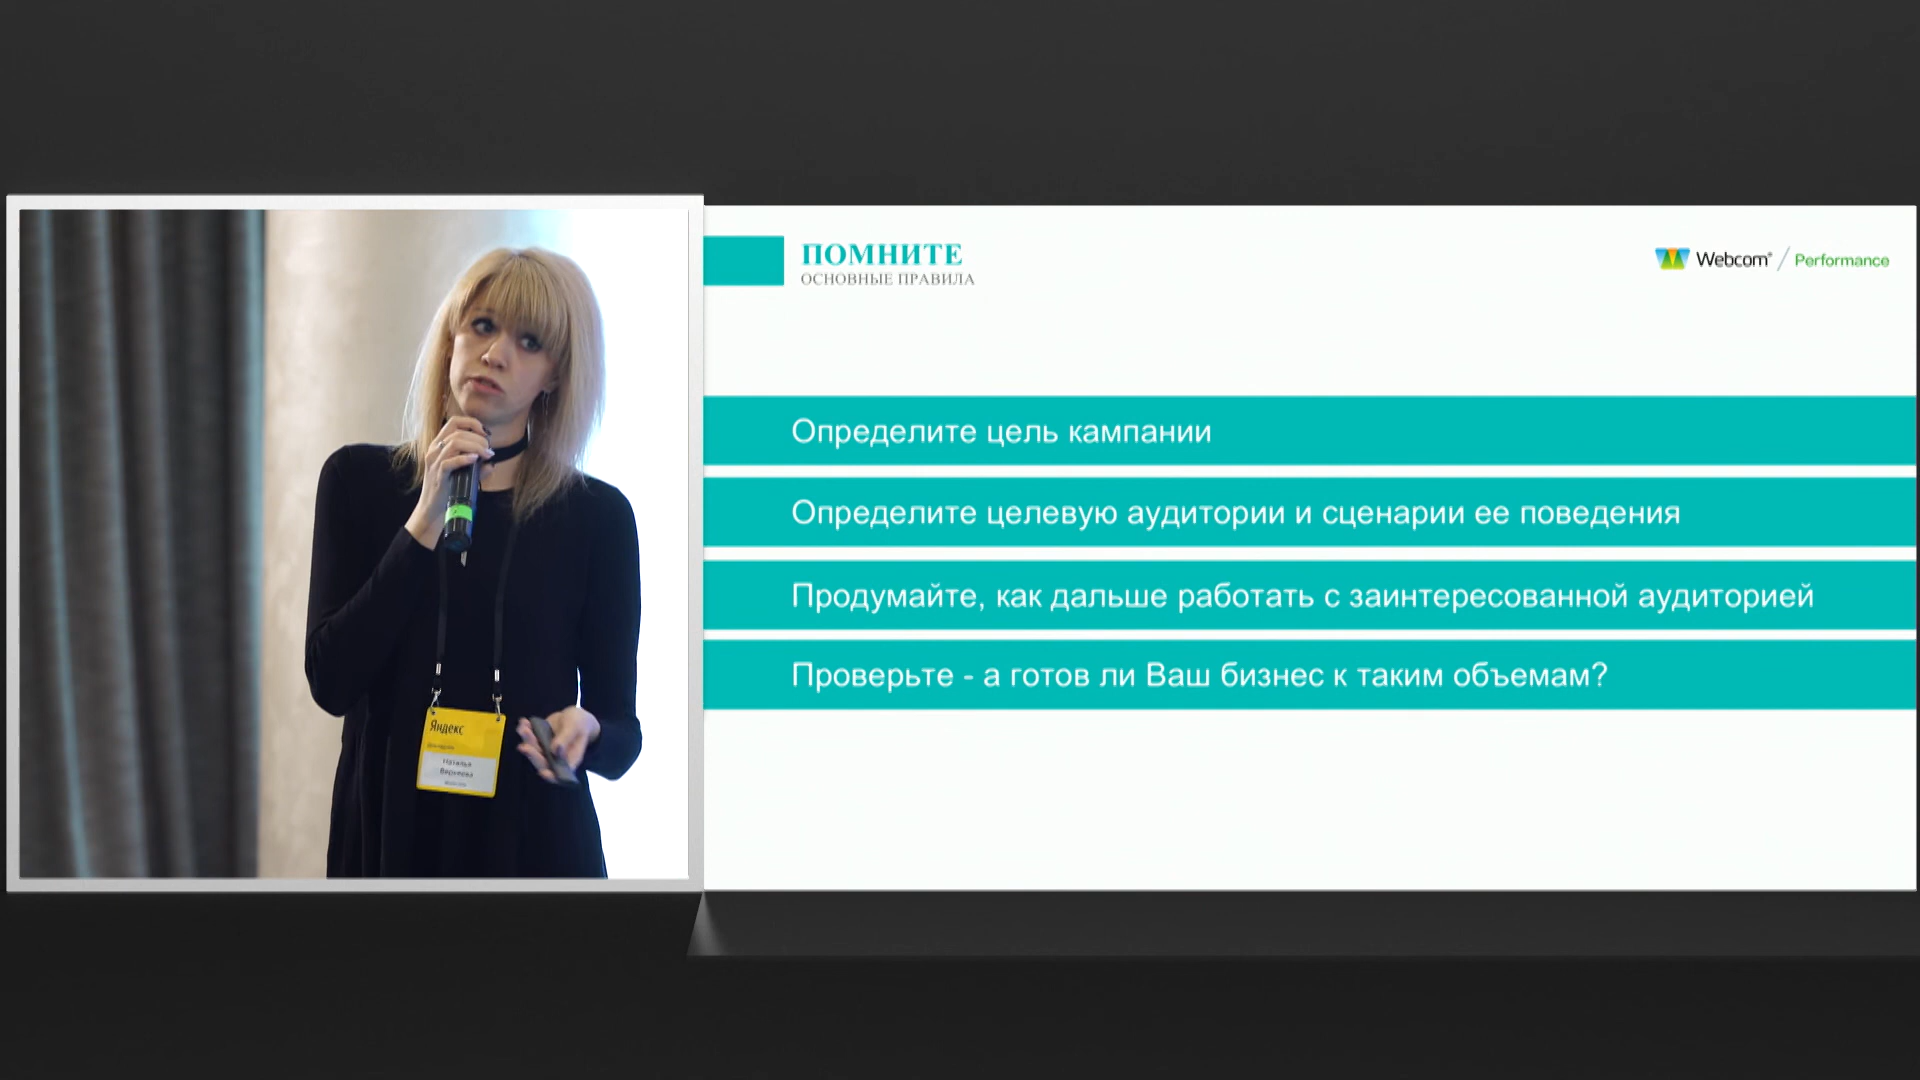 ПОМНИТЕ
ОСНОВНЫЕ ПРАВИЛА
Webcom® / Performance
Определите цель кампании
Определите целевую аудитории и сценарии ее поведения
Продумайте, как дальше работать с заинтересованной аудиторией
Проверьте - а готов ли Ваш бизнес к таким объемам?
Яндекс
Наталья